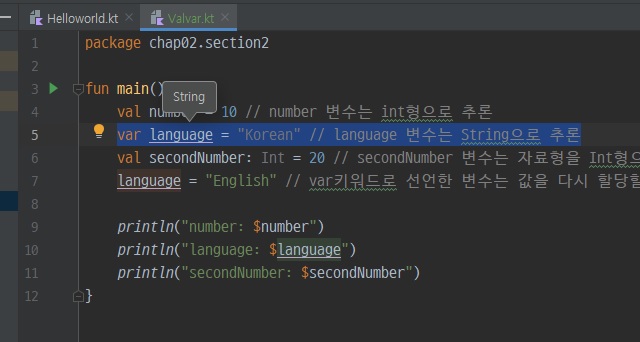 Helloworld.kt
Valvar.kt
1 package chap02.section2
2
3 fun main()
String
4 val num = 10 // number 변수는 int형으로 추론
5 var language = "Korean" // language 변수는 String으로 추론
6 val secondNumber: Int = 20 // secondNumber 변수는 자료형을 Int형으
7 language = "English" // var키워드로 선언한 변수는 값을 다시 할당할
8
9 println("number: $number")
10 println("language: $language")
11 println("secondNumber: $secondNumber")
12 }